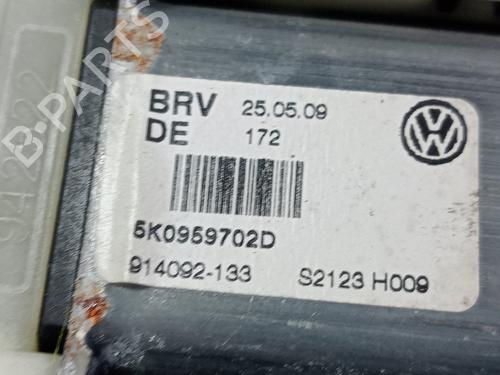 BRV 25.05.09
DE 172
5K0959702D
914092-133 S2123 H009
B-PARTS